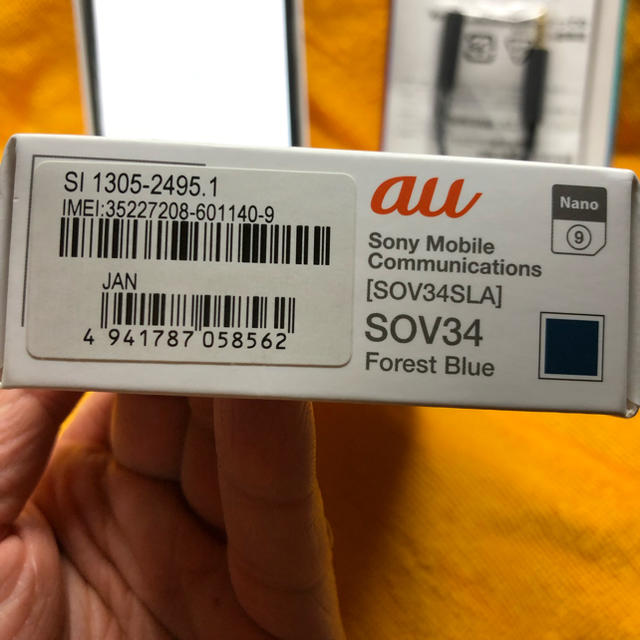 SI 1305-2495.1
IMEI:35227208-601140-9
JAN
4 941787 058562
au
Sony Mobile
Communications
[SOV34SLA]
SOV34
Forest Blue
Nano
9